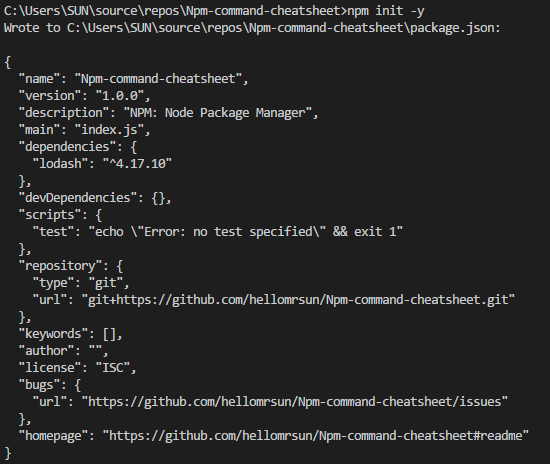 C:\Users\SUN\source\repos\Npm-command-cheatsheet>npm init -y
Wrote to C:\Users\SUN\source\repos\Npm-command-cheatsheet\package.json:

{
  "name": "Npm-command-cheatsheet",
  "version": "1.0.0",
  "description": "NPM: Node Package Manager",
  "main": "index.js",
  "dependencies": {
    "lodash": "^4.17.10"
  },
  "devDependencies": {},
  "scripts": {
    "test": "echo \"Error: no test specified\" && exit 1"
  },
  "repository": {
    "type": "git",
    "url": "git+https://github.com/hellomrsun/Npm-command-cheatsheet.git"
  },
  "keywords": [],
  "author": "",
  "license": "ISC",
  "bugs": {
    "url": "https://github.com/hellomrsun/Npm-command-cheatsheet/issues"
  },
  "homepage": "https://github.com/hellomrsun/Npm-command-cheatsheet#readme"
}